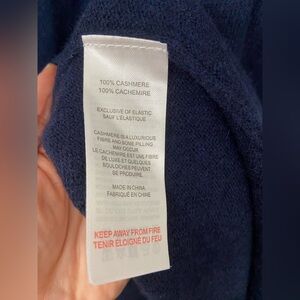 100% CASHMERE
100% CACHEMIRE
EXCLUSIVE OF ELASTIC
SAUF L'ÉLASTIQUE
CASHMERE IS A LUXURIOUS
FIBRE AND SOME PILLING
MAY OCCUR.
LE CACHEMIRE EST UNE FIBRE
DE LUXE ET QUELQUES
BOULOCHES PEUVENT
SE PRODUIRE.
MADE IN CHINA
FABRIQUÉ EN CHINE
KEEP AWAY FROM FIRE
TENIR ÉLOIGNÉ DU FEU